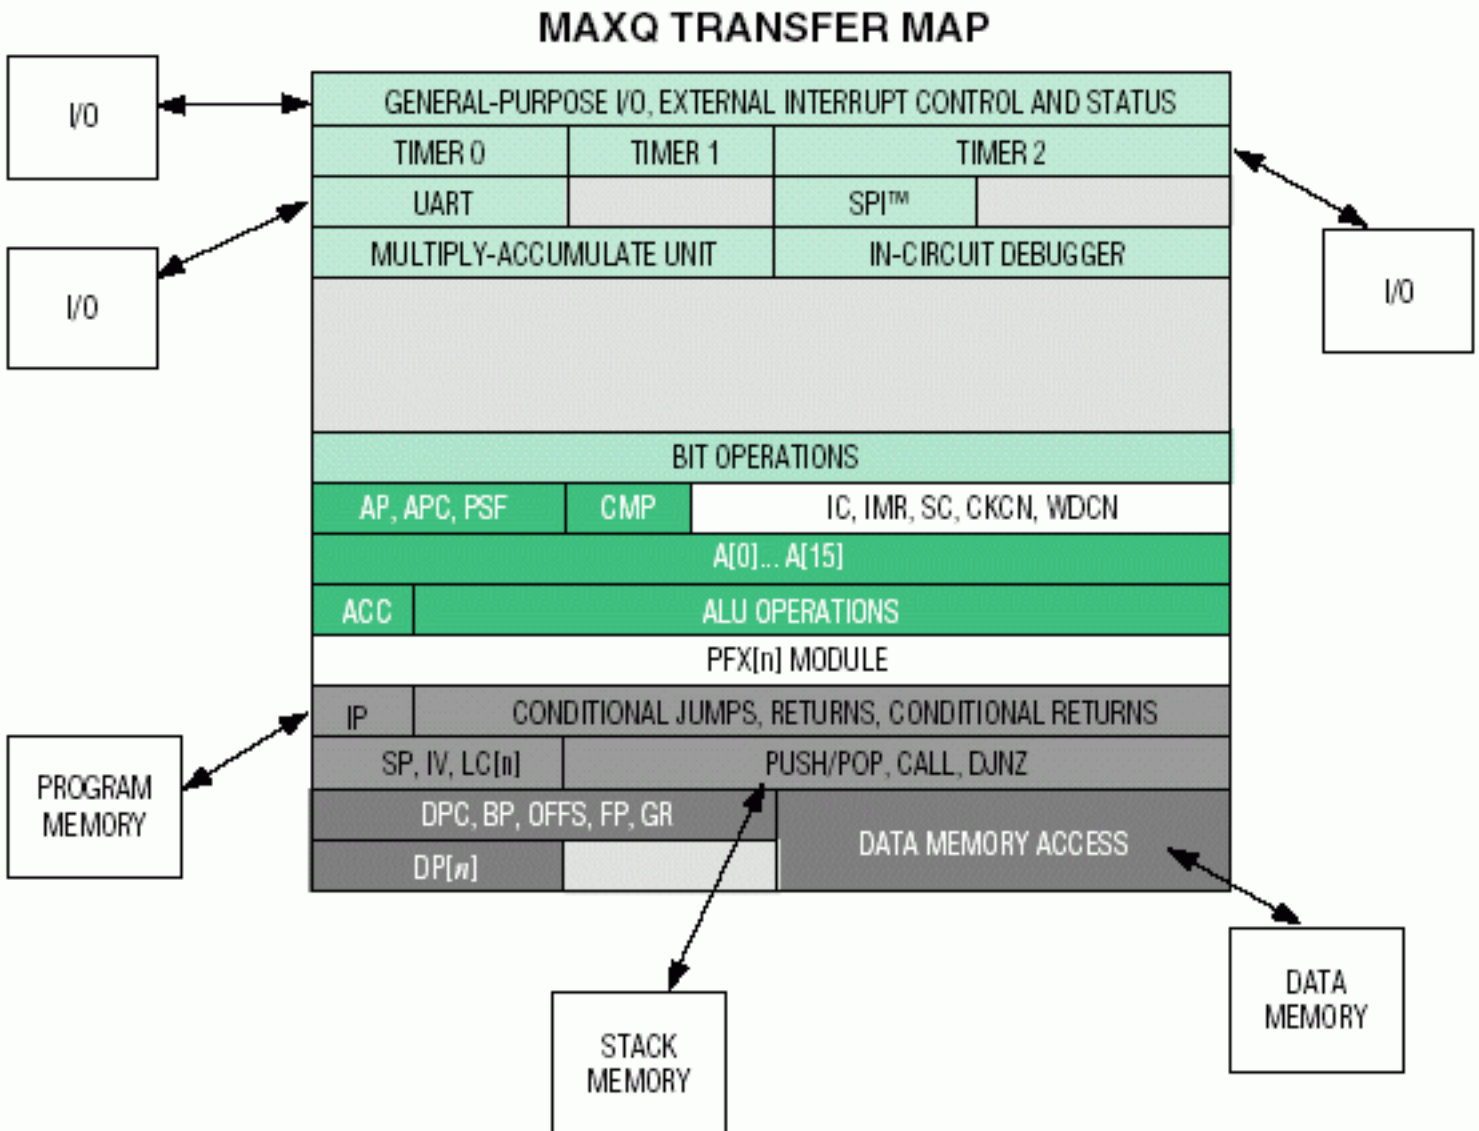 MAXQ TRANSFER MAP
I/O
GENERAL-PURPOSE I/O, EXTERNAL INTERRUPT CONTROL AND STATUS
TIMER 0
TIMER 1
TIMER 2
UART
SPI™
MULTIPLY-ACCUMULATE UNIT
IN-CIRCUIT DEBUGGER
I/O
I/O
BIT OPERATIONS
AP, APC, PSF
CMP
IC, IMR, SC, CKCN, WDCN
A[0]... A[15]
ACC
ALU OPERATIONS
PFX[n] MODULE
IP
CONDITIONAL JUMPS, RETURNS, CONDITIONAL RETURNS
SP, IV, LC[n]
PUSH/POP, CALL, DJNZ
PROGRAM
MEMORY
DPC, BP, OFFS, FP, GR
DATA MEMORY ACCESS
DP[n]
DATA
MEMORY
STACK
MEMORY